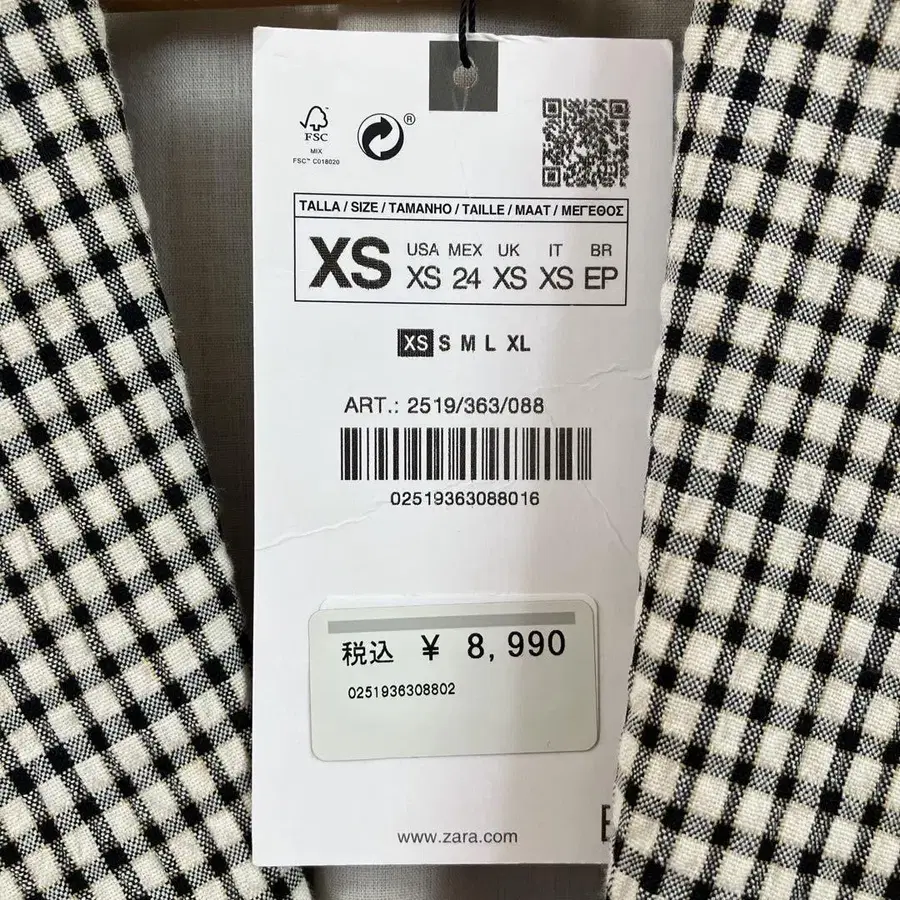 FSC
MIX
FSC™ C018020
®
TALLA / SIZE / TAMANHO / TAILLE / MAAT / ΜΕΓΕΘΟΣ
USA MEX UK IT BR
XS XS 24 XS XS EP
XS S M L XL
ART.: 2519/363/088
02519363088016
税込 ¥ 8,990
0251936308802
www.zara.com